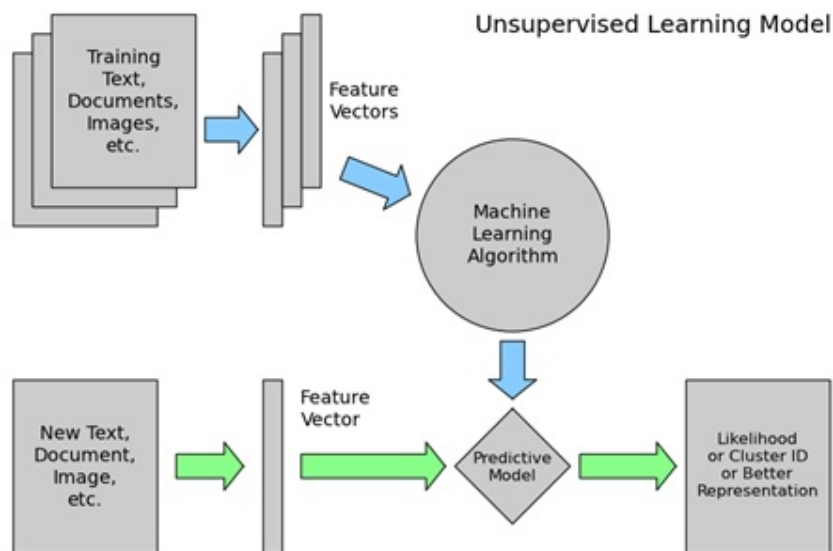 Unsupervised Learning Model
Training
Text,
Documents,
Images,
etc.
Feature
Vectors
Machine
Learning
Algorithm
New Text,
Document,
Image,
etc.
Feature
Vector
Predictive
Model
Likelihood
or Cluster ID
or Better
Representation